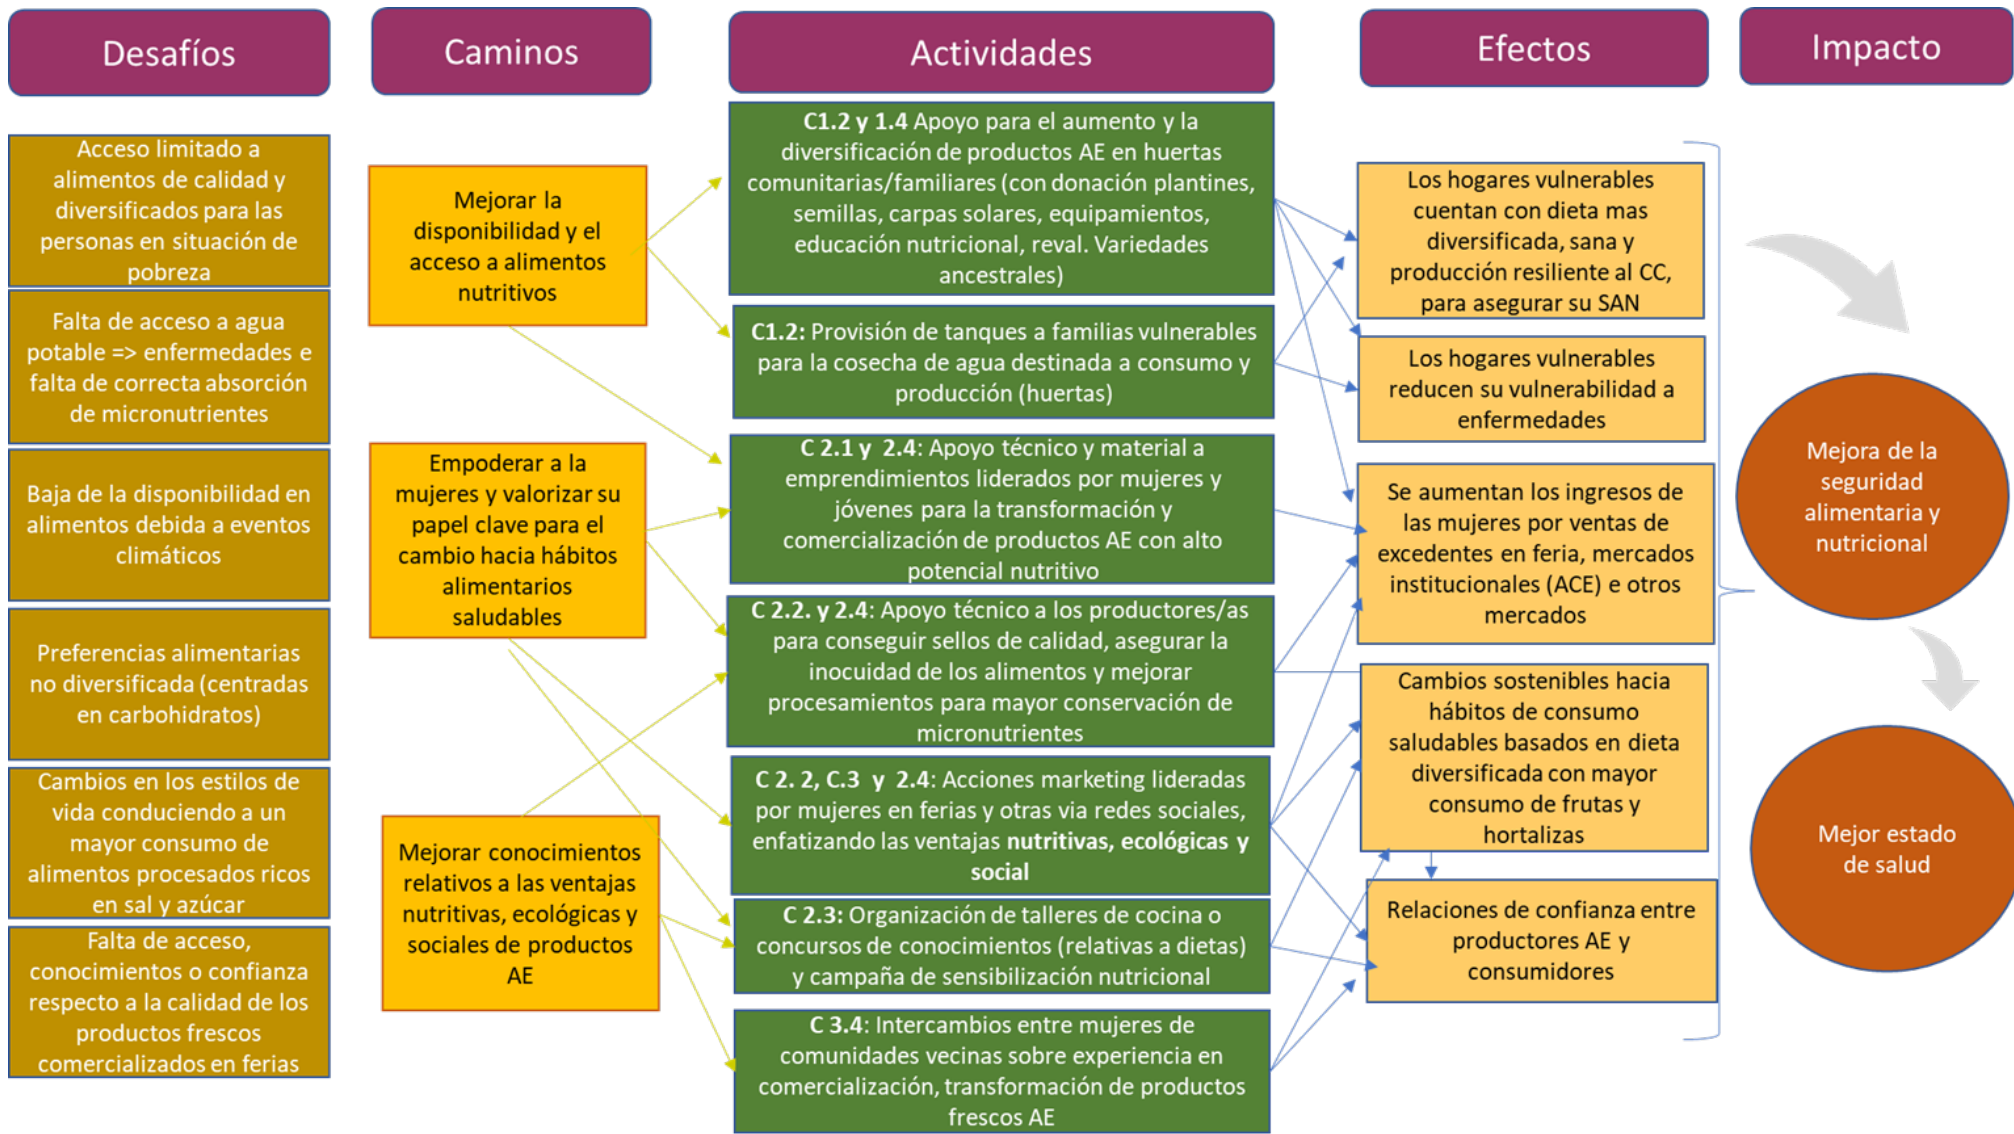 Desafíos
Caminos
Actividades
Efectos
Impacto
Acceso limitado a
alimentos de calidad y
diversificados para las
personas en situación de
pobreza
Falta de acceso a agua
potable => enfermedades e
falta de correcta absorción
de micronutrientes
Baja de la disponibilidad en
alimentos debida a eventos
climáticos
Preferencias alimentarias
no diversificada (centradas
en carbohidratos)
Cambios en los estilos de
vida conduciendo a un
mayor consumo de
alimentos procesados ricos
en sal y azúcar
Falta de acceso,
conocimientos o confianza
respecto a la calidad de los
productos frescos
comercializados en ferias
Mejorar la
disponibilidad y el
acceso a alimentos
nutritivos
Empoderar a la
mujeres y valorizar su
papel clave para el
cambio hacia hábitos
alimentarios
saludables
Mejorar conocimientos
relativos a las ventajas
nutritivas, ecológicas y
sociales de productos
AE
C1.2 y 1.4 Apoyo para el aumento y la
diversificación de productos AE en huertas
comunitarias/familiares (con donación plantines,
semillas, carpas solares, equipamientos,
educación nutricional, reval. Variedades
ancestrales)
C1.2: Provisión de tanques a familias vulnerables
para la cosecha de agua destinada a consumo y
producción (huertas)
C 2.1 y 2.4: Apoyo técnico y material a
emprendimientos liderados por mujeres y
jóvenes para la transformación y
comercialización de productos AE con alto
potencial nutritivo
C 2.2. y 2.4: Apoyo técnico a los productores/as
para conseguir sellos de calidad, asegurar la
inocuidad de los alimentos y mejorar
procesamientos para mayor conservación de
micronutrientes
C 2. 2, C.3 y 2.4: Acciones marketing lideradas
por mujeres en ferias y otras via redes sociales,
enfatizando las ventajas nutritivas, ecológicas y
social
C 2.3: Organización de talleres de cocina o
concursos de conocimientos (relativas a dietas)
y campaña de sensibilización nutricional
C 3.4: Intercambios entre mujeres de
comunidades vecinas sobre experiencia en
comercialización, transformación de productos
frescos AE
Los hogares vulnerables
cuentan con dieta mas
diversificada, sana y
producción resiliente al CC,
para asegurar su SAN
Los hogares vulnerables
reducen su vulnerabilidad a
enfermedades
Se aumentan los ingresos de
las mujeres por ventas de
excedentes en feria, mercados
institucionales (ACE) e otros
mercados
Cambios sostenibles hacia
hábitos de consumo
saludables basados en dieta
diversificada con mayor
consumo de frutas y
hortalizas
Relaciones de confianza entre
productores AE y
consumidores
Mejora de la
seguridad
alimentaria y
nutricional
Mejor estado
de salud